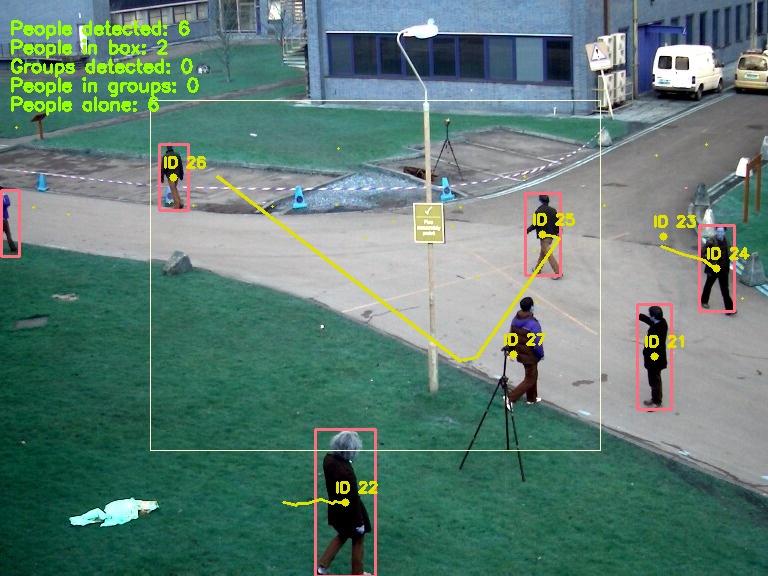 People detected: 6
People in box: 2
Groups detected: 0
People in groups: 0
People alone: 6
ID 26
ID 25
ID 23
ID 24
ID 27
ID 21
ID 22